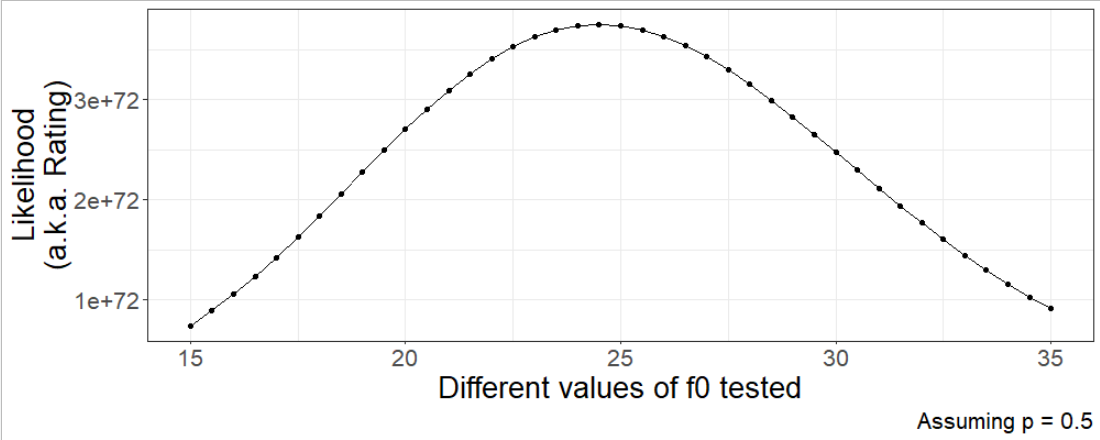 Likelihood
(a.k.a. Rating)
3e+72
2e+72
1e+72
15 20 25 30 35
Different values of f0 tested
Assuming p = 0.5